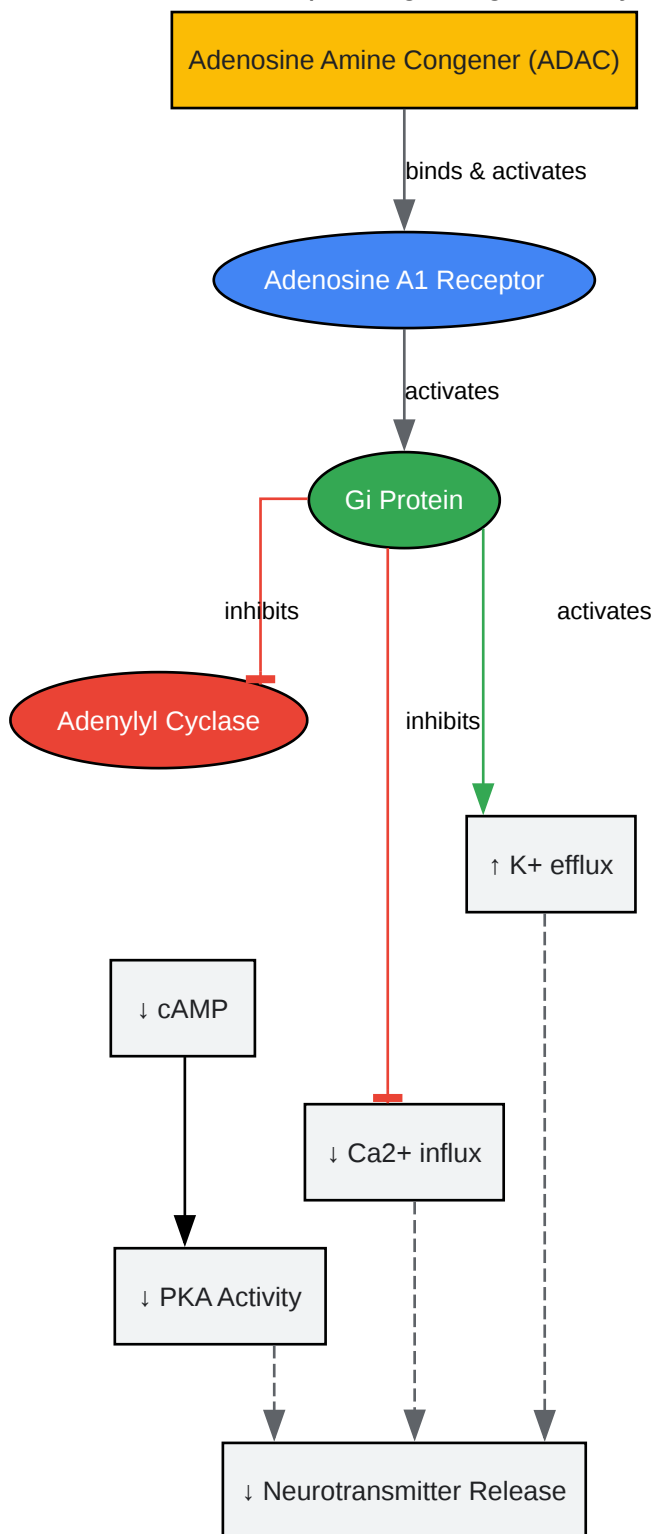 Adenosine Amine Congener (ADAC)
binds & activates
Adenosine A1 Receptor
activates
Gi Protein
inhibits
activates
Adenylyl Cyclase
inhibits
↑ K+ efflux
↓ cAMP
↓ Ca2+ influx
↓ PKA Activity
↓ Neurotransmitter Release